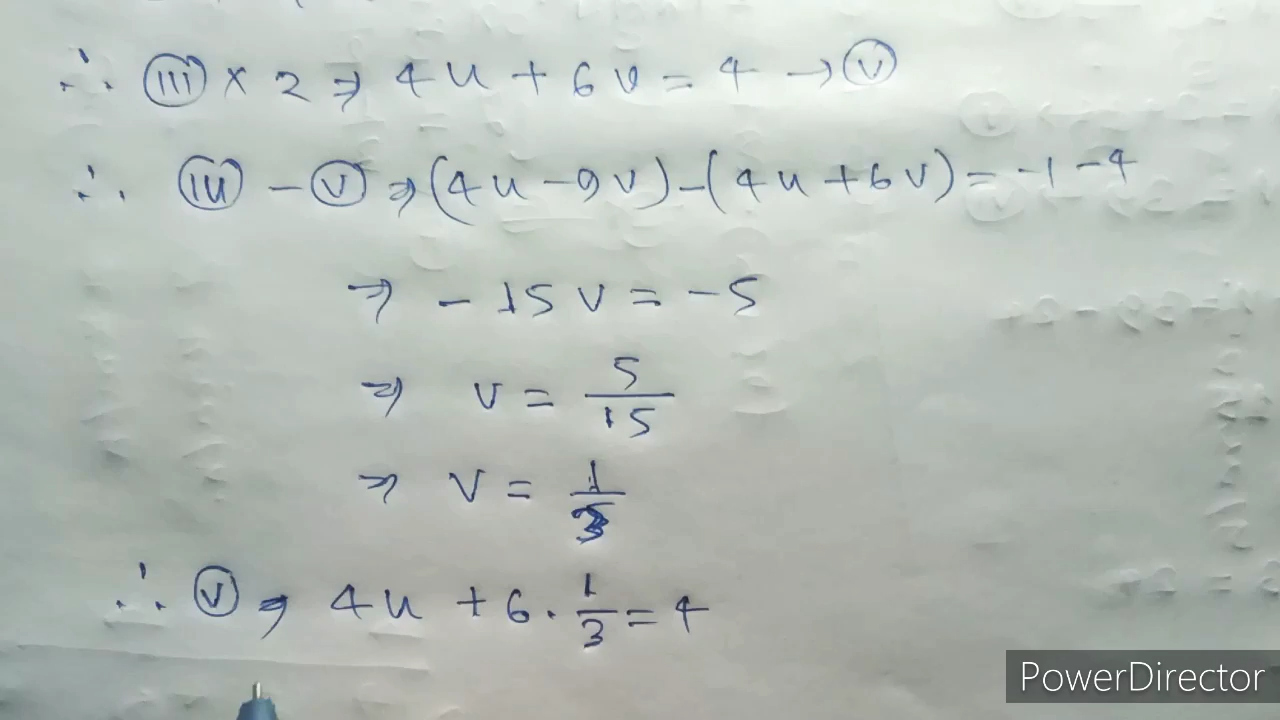 ∴ (III) × 2 ⇒ 4u + 6v = 4 → (V)
∴ (IV) - (V) ⇒ (4u - 9v) - (4u + 6v) = -1 - 4
⇒ - 15v = -5
⇒ v = 5/15
⇒ v = 1/3
∴ (V) ⇒ 4u + 6 · 1/3 = 4
PowerDirector